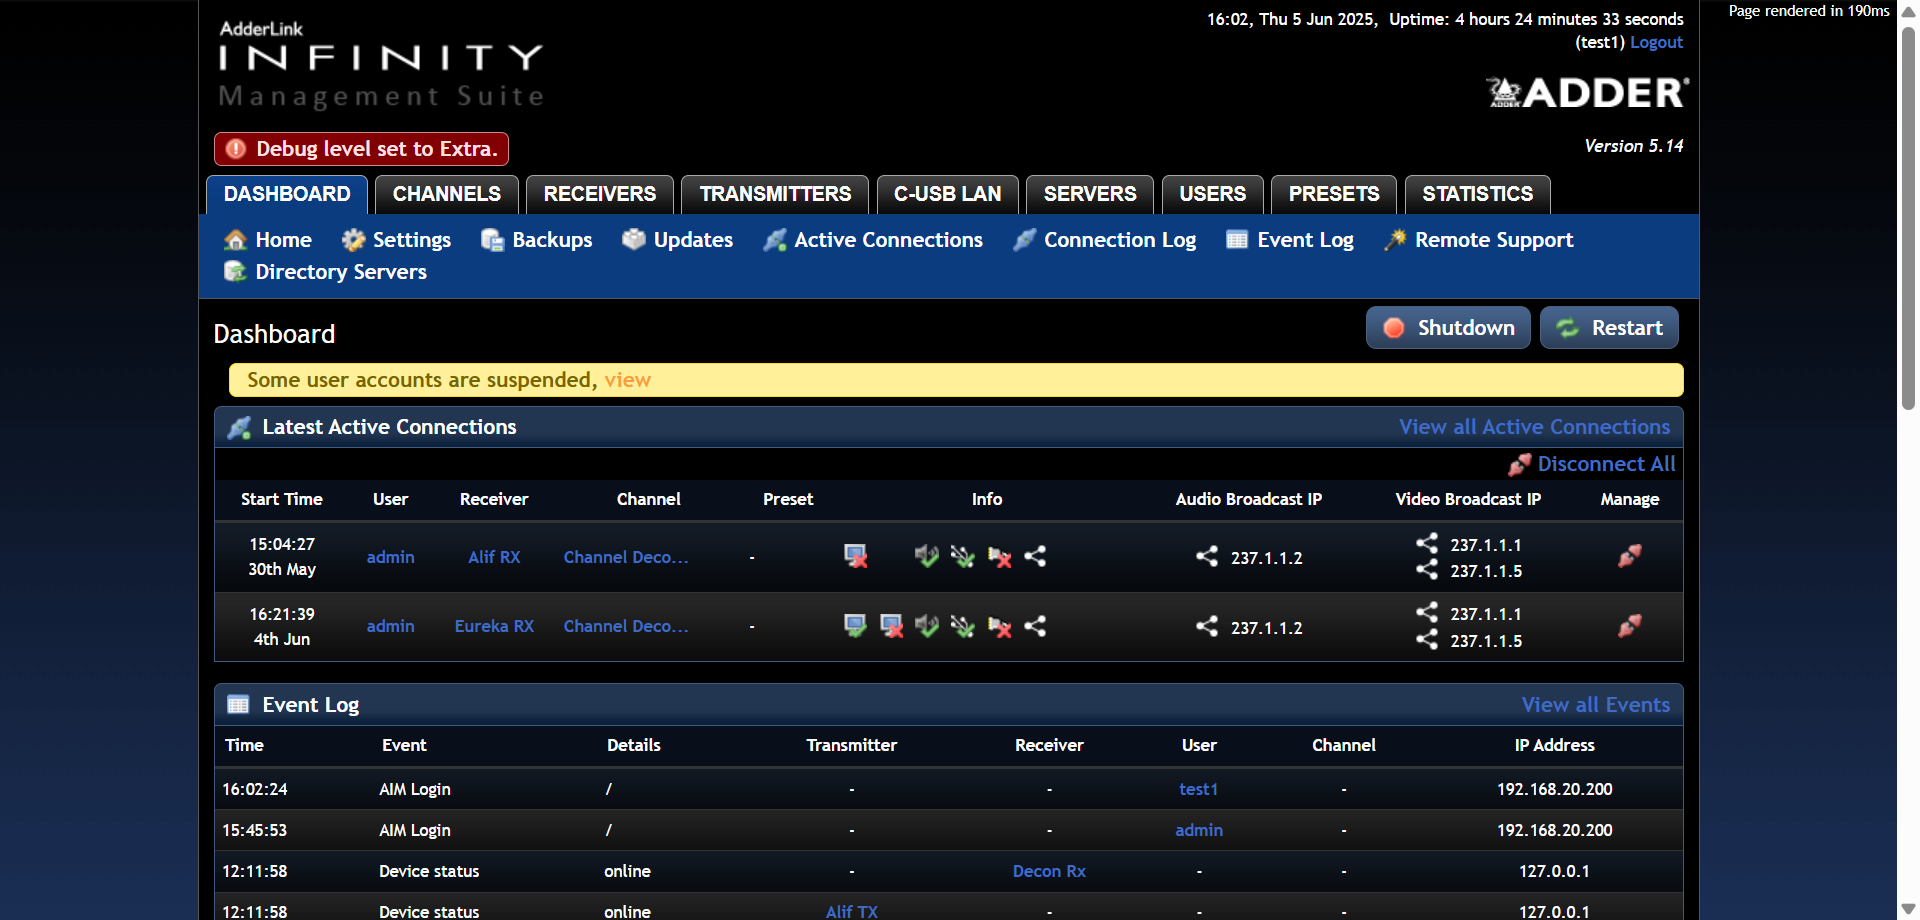 Page rendered in 190ms
AdderLink
INFINITY
Management Suite
16:02, Thu 5 Jun 2025, Uptime: 4 hours 24 minutes 33 seconds
(test1) Logout
ADDER
ADDER
Debug level set to Extra.
Version 5.14
DASHBOARD CHANNELS RECEIVERS TRANSMITTERS C-USB LAN SERVERS USERS PRESETS STATISTICS
Home Settings Backups Updates Active Connections Connection Log Event Log Remote Support
Directory Servers
Dashboard
Shutdown Restart
Some user accounts are suspended, view
Latest Active Connections View all Active Connections
Disconnect All
Start Time User Receiver Channel Preset Info Audio Broadcast IP Video Broadcast IP Manage
15:04:27
30th May
admin Alif RX Channel Deco... - 237.1.1.2
237.1.1.1
237.1.1.5
16:21:39
4th Jun
admin Eureka RX Channel Deco... - 237.1.1.2
237.1.1.1
237.1.1.5
Event Log View all Events
Time Event Details Transmitter Receiver User Channel IP Address
16:02:24 AIM Login / - - test1 - 192.168.20.200
15:45:53 AIM Login / - - admin - 192.168.20.200
12:11:58 Device status online - Decon Rx - - 127.0.0.1
12:11:58 Device status online Alif TX - - - 127.0.0.1